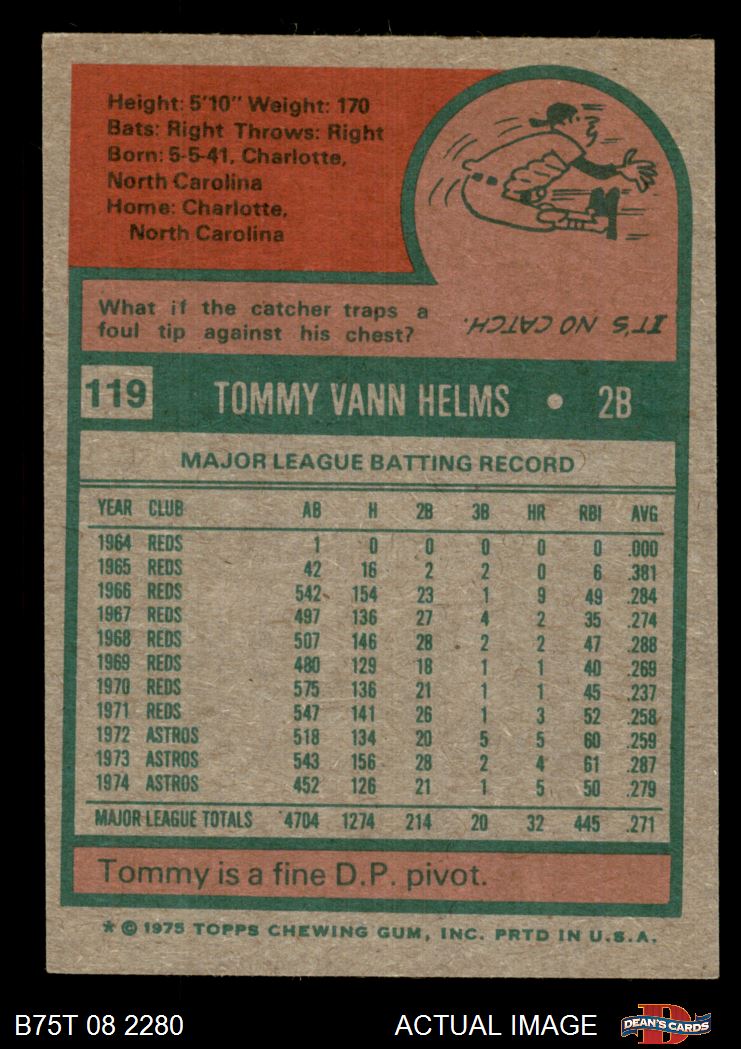 Height: 5'10" Weight: 170
Bats: Right Throws: Right
Born: 5-5-41, Charlotte,
North Carolina
Home: Charlotte,
North Carolina
What if the catcher traps a
foul tip against his chest?
IT'S NO CATCH.
119 TOMMY VANN HELMS • 2B
MAJOR LEAGUE BATTING RECORD
YEAR CLUB AB H 2B 3B HR RBI AVG
1964 REDS 1 0 0 0 0 0 .000
1965 REDS 42 16 2 2 0 6 .381
1966 REDS 542 154 23 1 9 49 .284
1967 REDS 497 136 27 4 2 35 .274
1968 REDS 507 146 28 2 2 47 .288
1969 REDS 480 129 18 1 1 40 .269
1970 REDS 575 136 21 1 1 45 .237
1971 REDS 547 141 26 1 3 52 .258
1972 ASTROS 518 134 20 5 5 60 .259
1973 ASTROS 543 156 28 2 4 61 .287
1974 ASTROS 452 126 21 1 5 50 .279
MAJOR LEAGUE TOTALS 4704 1274 214 20 32 445 .271
Tommy is a fine D.P. pivot.
* © 1975 TOPPS CHEWING GUM, INC. PRTD IN U.S.A.
B75T 08 2280 ACTUAL IMAGE D DEAN'S CARDS